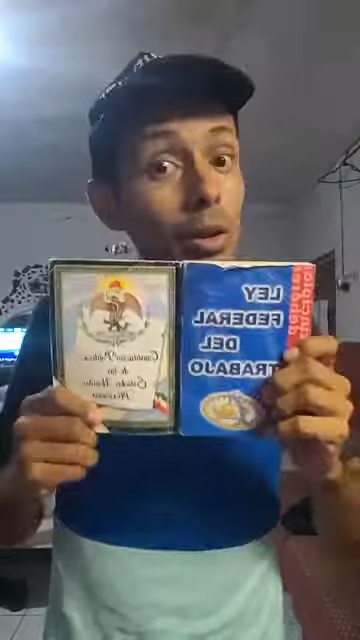 Constitución Política
de los
Estados Unidos
Mexicanos
LEY
FEDERAL
DEL
TRABAJO